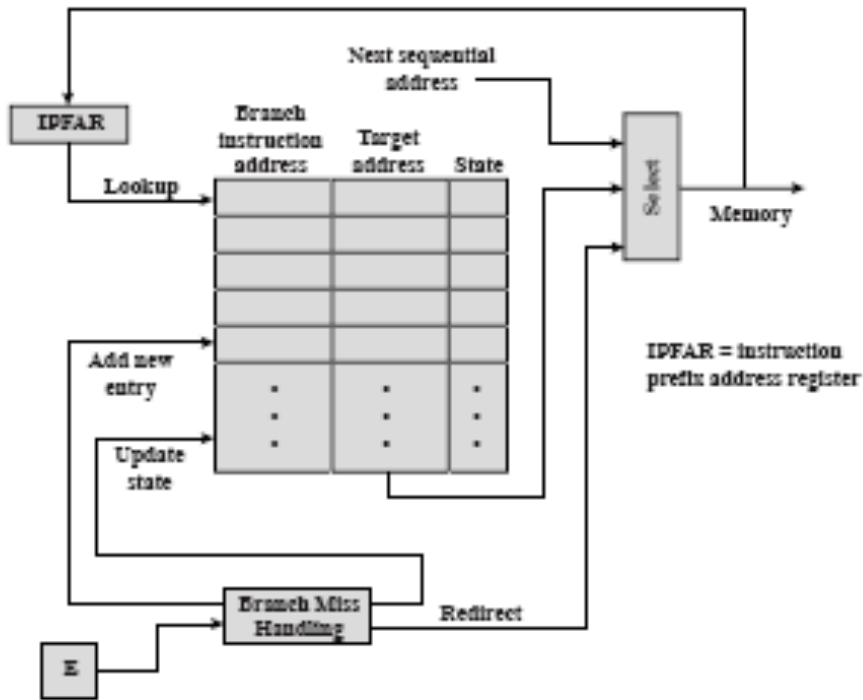 Next sequential
address
IPFAR
Branch
instruction
address
Target
address
State
Lookup
Select
Memory
Add new
entry
IPFAR = instruction
prefix address register
Update
state
Branch Miss
Handling
Redirect
E